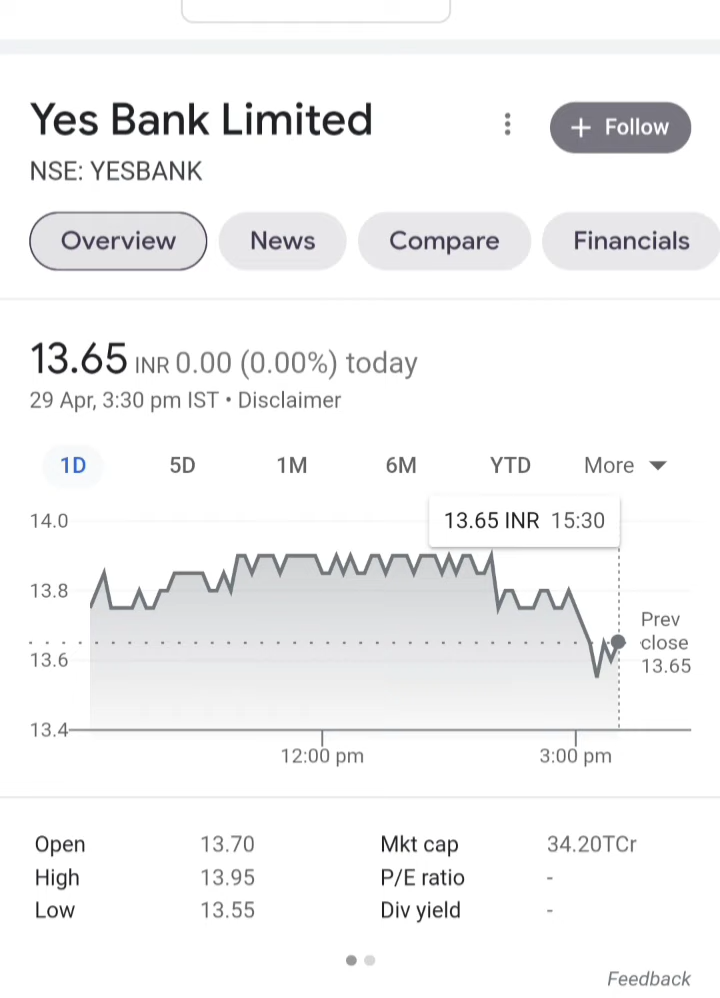 Yes Bank Limited
+ Follow
NSE: YESBANK
Overview News Compare Financials
13.65 INR 0.00 (0.00%) today
29 Apr, 3:30 pm IST • Disclaimer
1D 5D 1M 6M YTD More
13.65 INR 15:30
14.0
13.8
13.6
13.4
Prev
close
13.65
12:00 pm 3:00 pm
Open 13.70 Mkt cap 34.20TCr
High 13.95 P/E ratio -
Low 13.55 Div yield -
Feedback